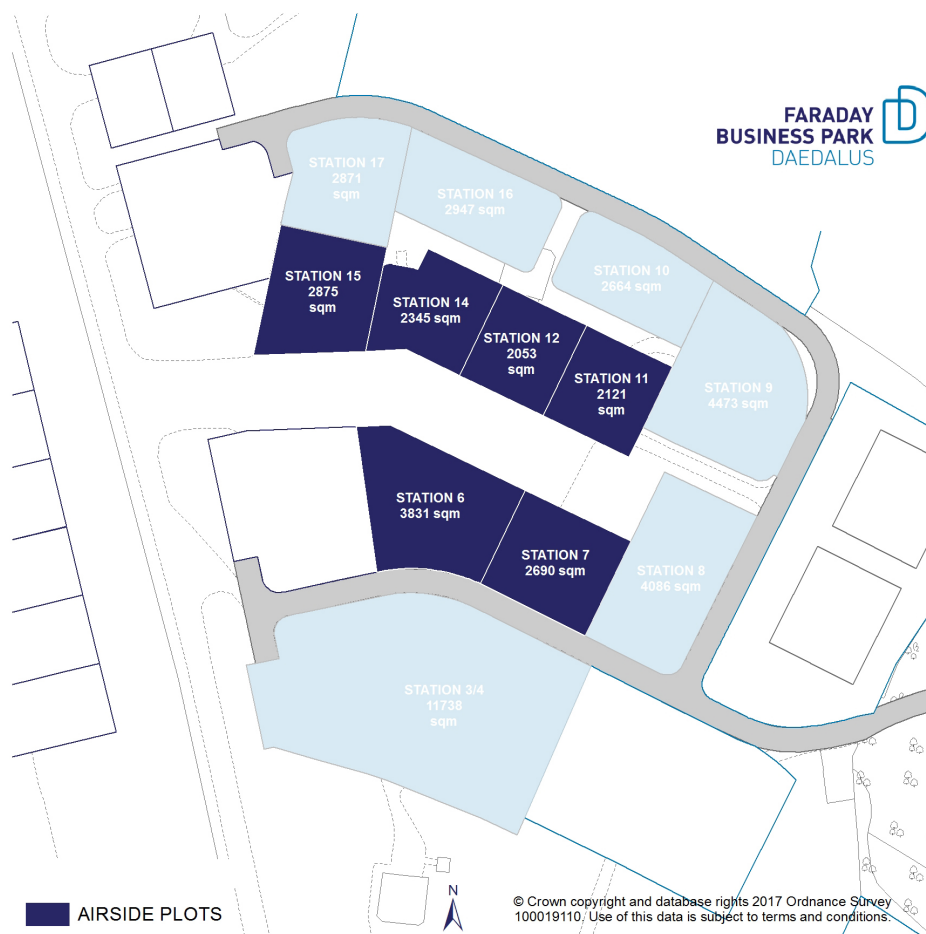 FARADAY
BUSINESS PARK
DAEDALUS
STATION 17
2871
sqm
STATION 16
2947 sqm
STATION 10
2664 sqm
STATION 15
2875
sqm
STATION 14
2345 sqm
STATION 12
2053
sqm
STATION 11
2121
sqm
STATION 9
4473 sqm
STATION 6
3831 sqm
STATION 7
2690 sqm
STATION 8
4086 sqm
STATION 3/4
11738
sqm
N
AIRSIDE PLOTS
© Crown copyright and database rights 2017 Ordnance Survey
100019110. Use of this data is subject to terms and conditions.